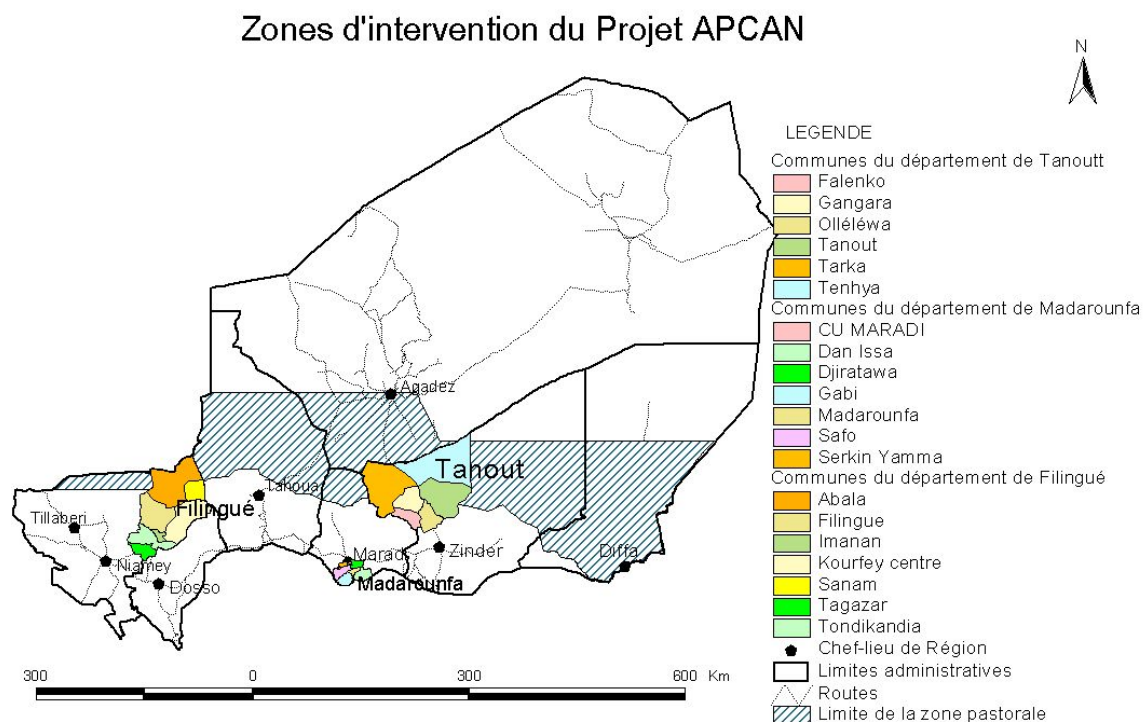 Zones d'intervention du Projet APCAN
N
LEGENDE
Communes du département de Tanoutt
Falenko
Gangara
Olléléwa
Tanout
Tarka
Tenhya
Communes du département de Madarounfa
CU MARADI
Dan Issa
Djiratawa
Gabi
Madarounfa
Safo
Serkin Yamma
Communes du département de Filingué
Abala
Filingue
Imanan
Kourfey centre
Sanam
Tagazar
Tondikandia
Chef-lieu de Région
Limites administratives
Routes
Limite de la zone pastorale
Agadez
Tanout
Tahoua
Filingué
Tillaberi
Niamey
Dosso
Maradi
Madarounfa
Zinder
Diffa
300 0 300 600 Km